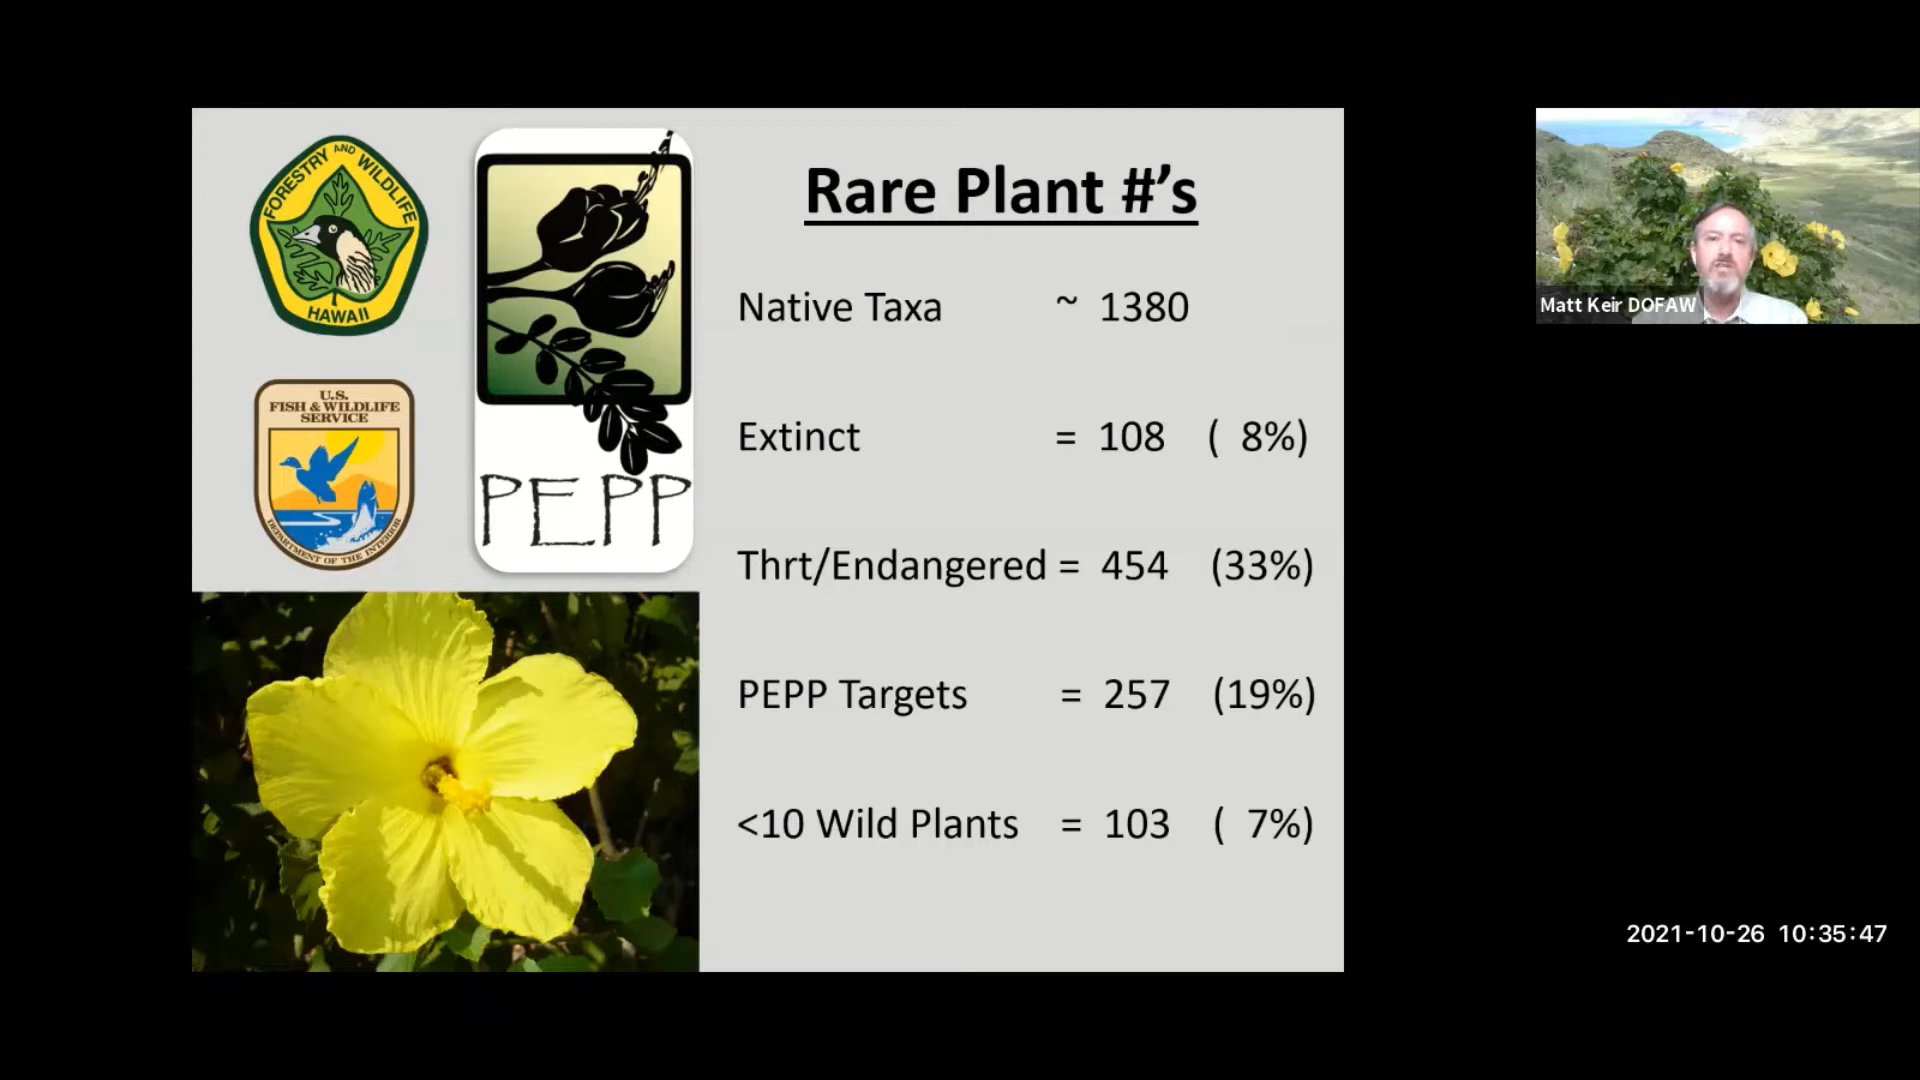 FORESTRY AND WILDLIFE
HAWAII
U.S.
FISH & WILDLIFE
SERVICE
DEPARTMENT OF THE INTERIOR
PEPP
Rare Plant #’s
Native Taxa ~ 1380
Extinct = 108 ( 8%)
Thrt/Endangered = 454 (33%)
PEPP Targets = 257 (19%)
<10 Wild Plants = 103 ( 7%)
Matt Keir DOFAW
2021-10-26 10:35:47